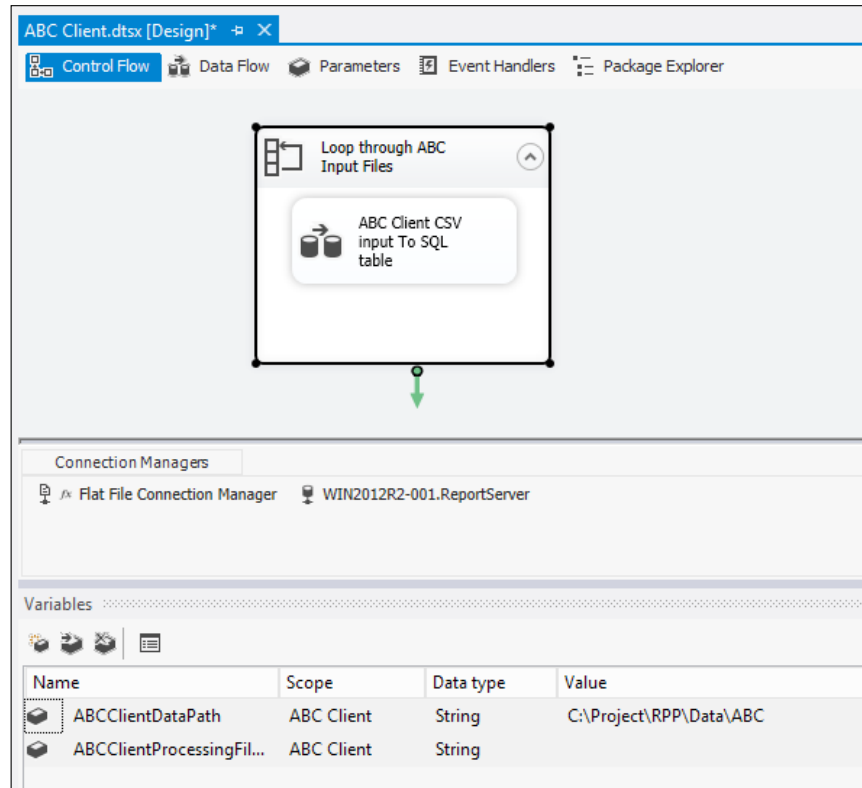 ABC Client.dtsx [Design]*
Control Flow Data Flow Parameters Event Handlers Package Explorer
Loop through ABC
Input Files
ABC Client CSV
input To SQL
table
Connection Managers
fx Flat File Connection Manager WIN2012R2-001.ReportServer
Variables
Name Scope Data type Value
ABCClientDataPath ABC Client String C:\Project\RPP\Data\ABC
ABCClientProcessingFil... ABC Client String